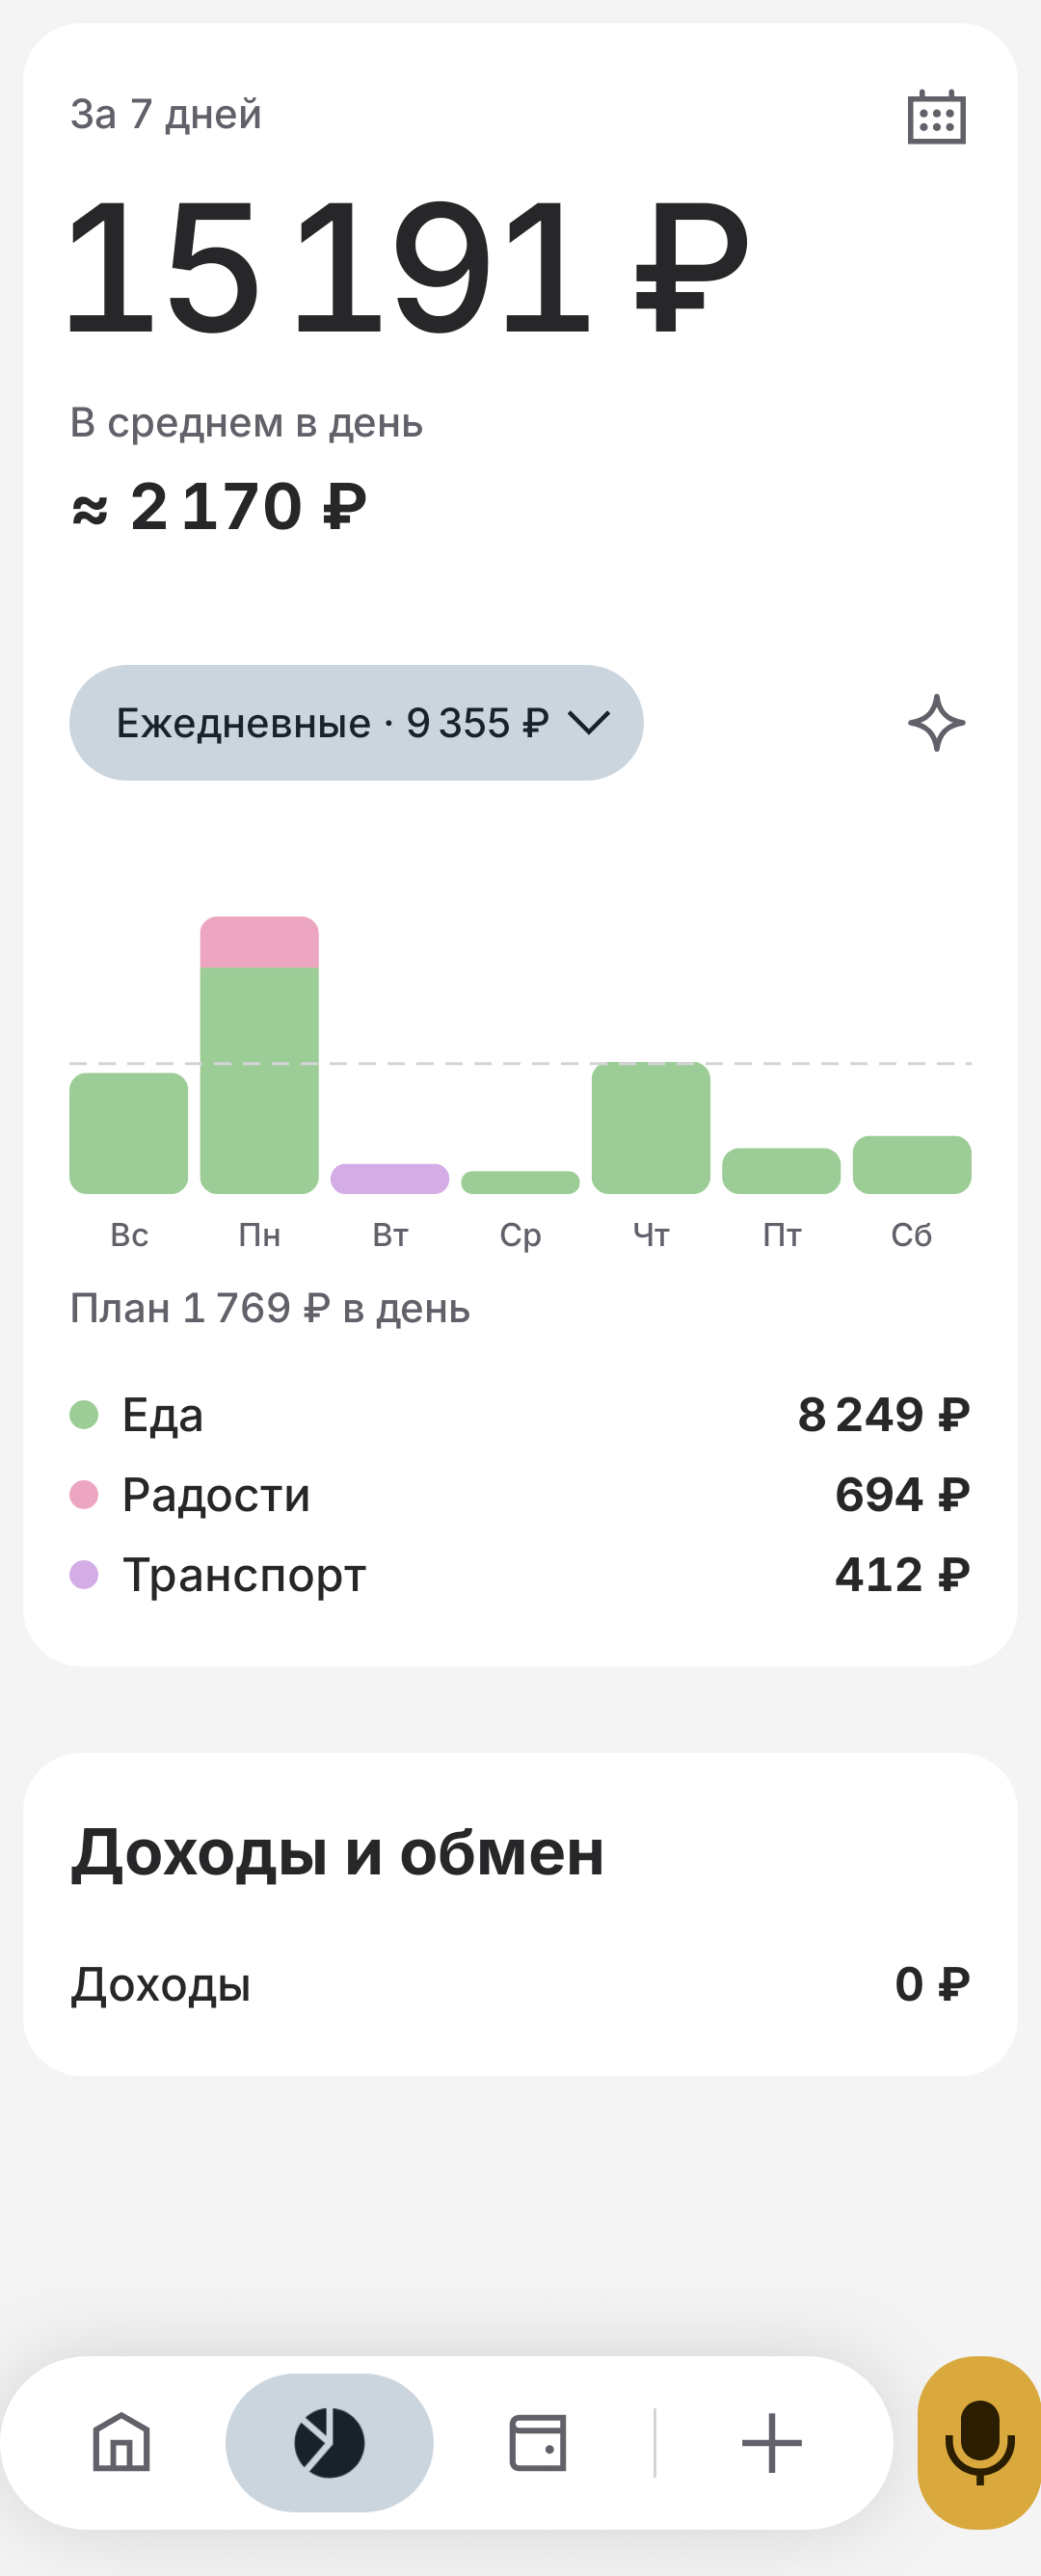 За 7 дней
15 191 ₽
В среднем в день
≈ 2 170 ₽
Ежедневные · 9 355 ₽
Вс Пн Вт Ср Чт Пт Сб
План 1 769 ₽ в день
Еда 8 249 ₽
Радости 694 ₽
Транспорт 412 ₽
Доходы и обмен
Доходы 0 ₽